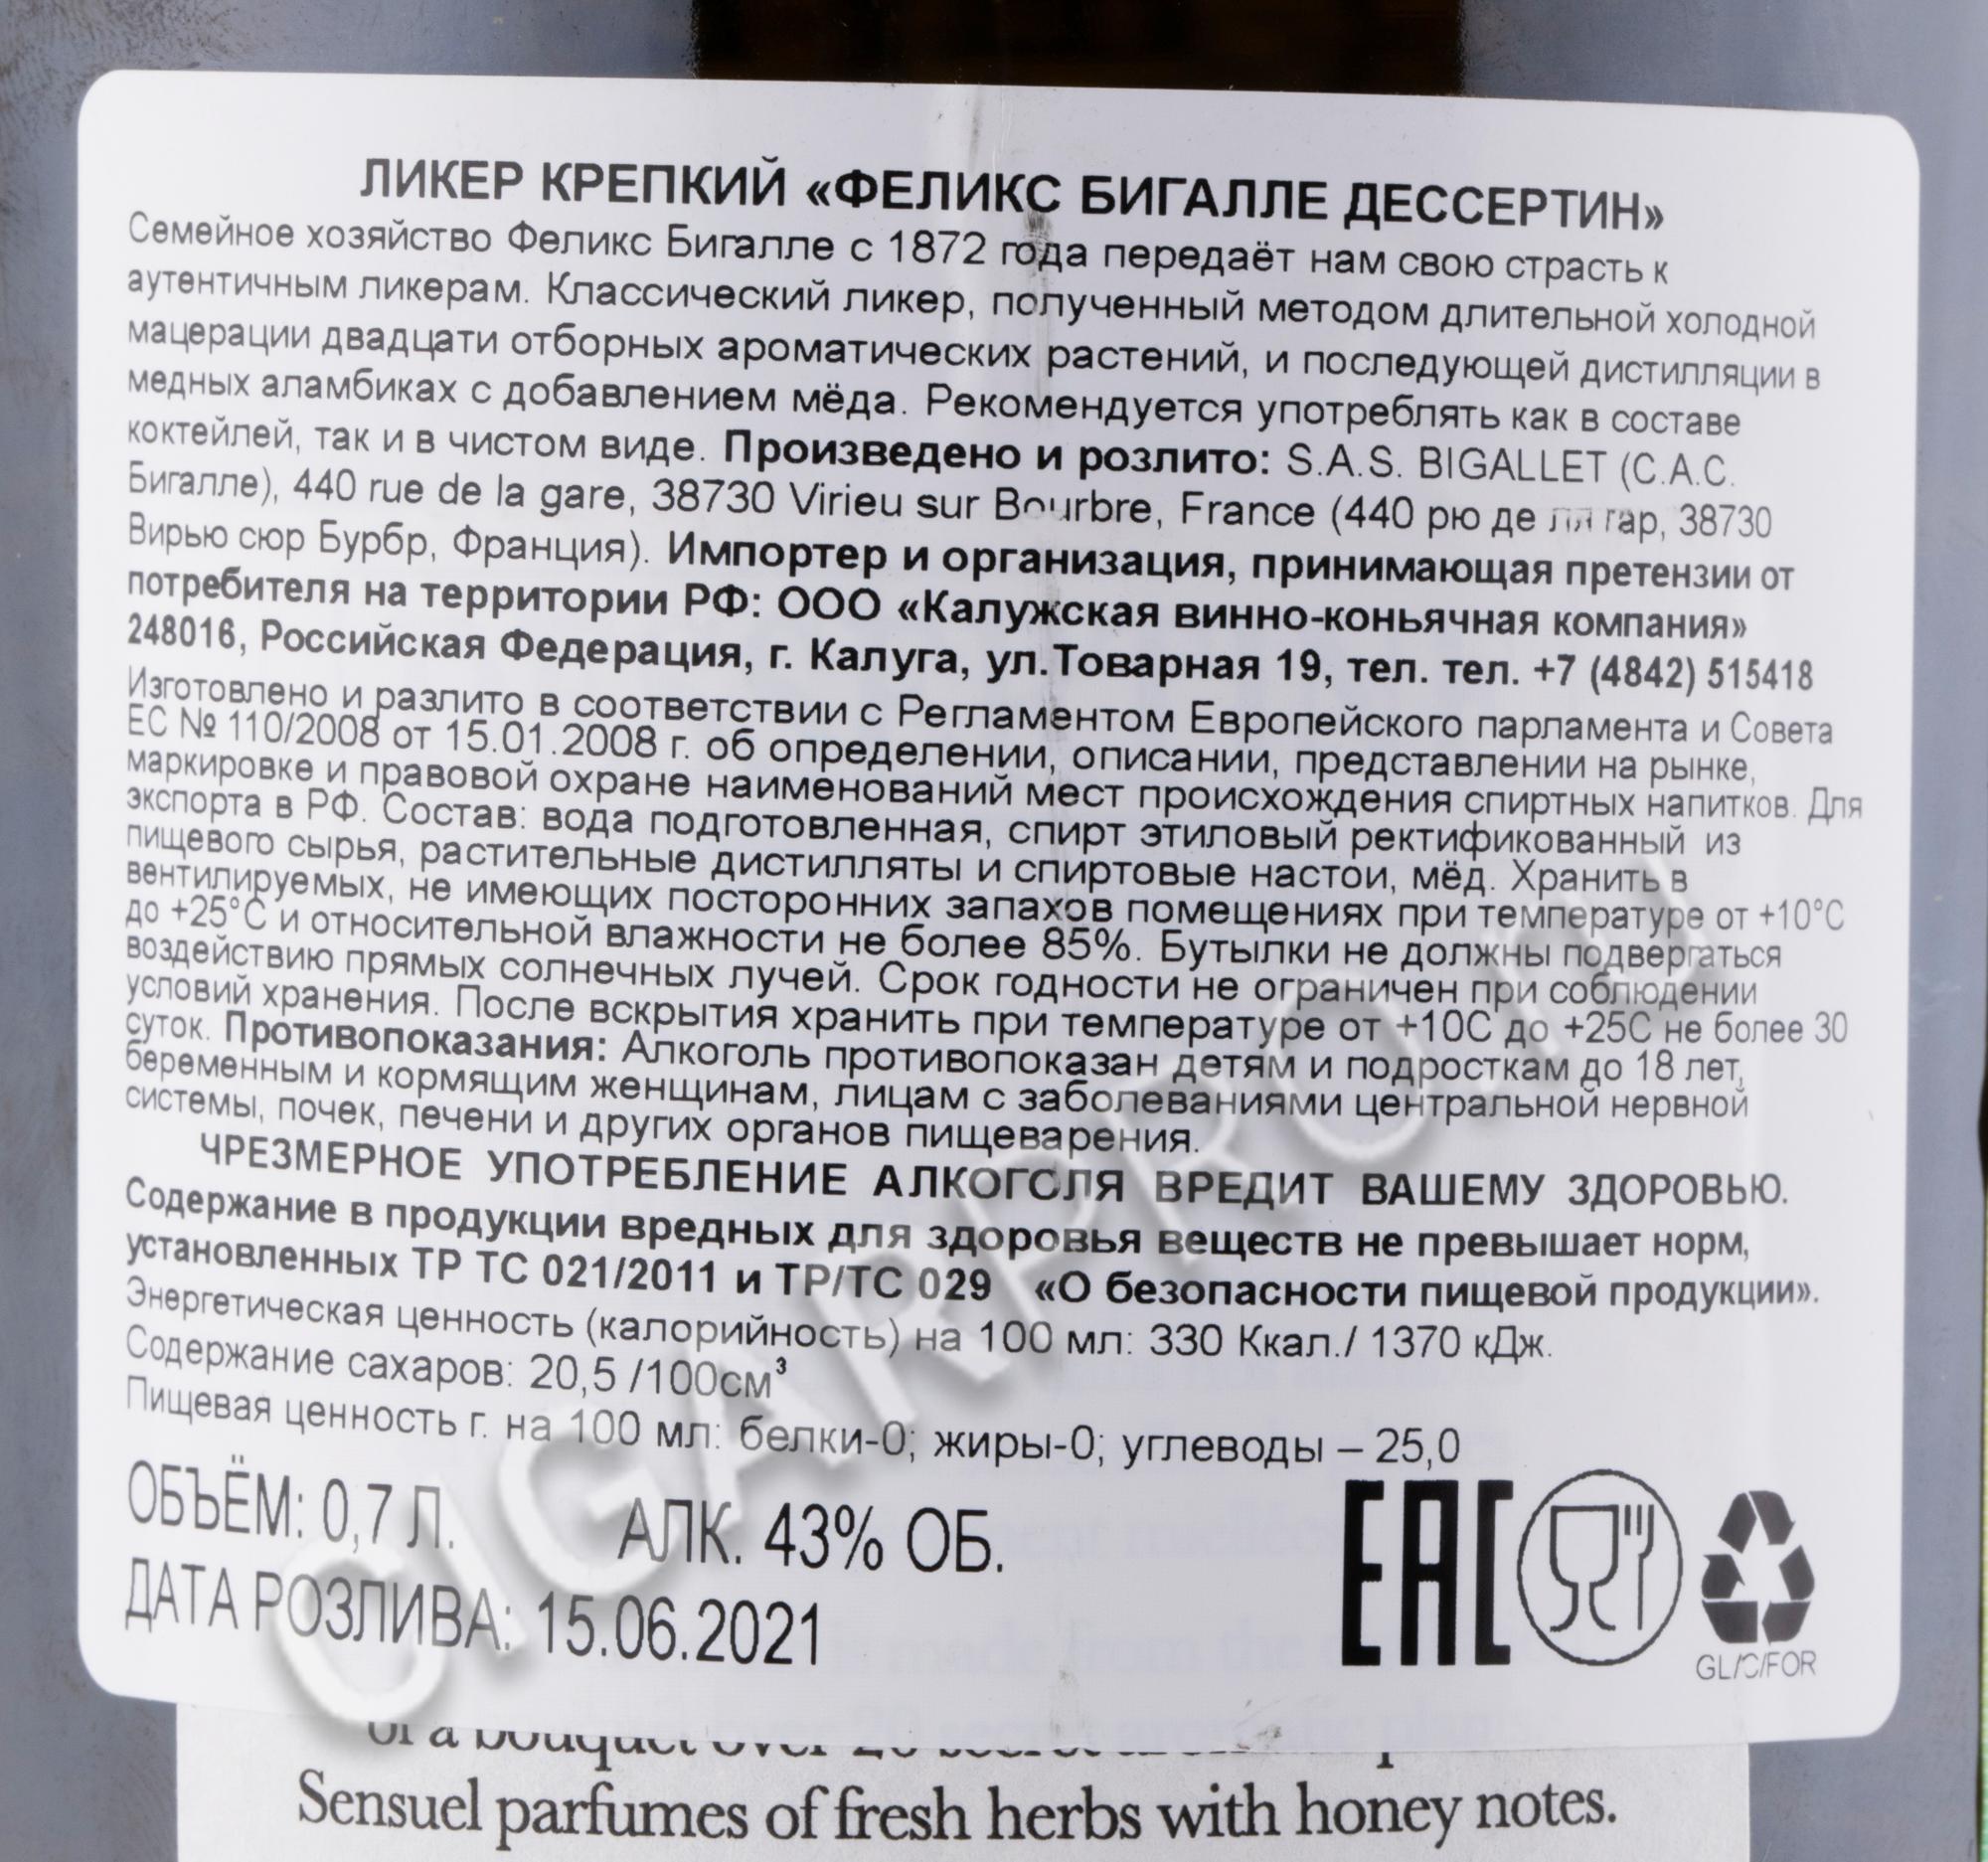 ЛИКЕР КРЕПКИЙ «ФЕЛИКС БИГАЛЛЕ ДЕССЕРТИН»
Семейное хозяйство Феликс Бигалле с 1872 года передаёт нам свою страсть к
аутентичным ликерам. Классический ликер, полученный методом длительной холодной
мацерации двадцати отборных ароматических растений, и последующей дистилляции в
медных аламбиках с добавлением мёда. Рекомендуется употреблять как в составе
коктейлей, так и в чистом виде. Произведено и розлито: S.A.S. BIGALLET (С.А.С.
Бигалле), 440 rue de la gare, 38730 Virieu sur Bourbre, France (440 рю де ля гар, 38730
Вирью сюр Бурбр, Франция). Импортер и организация, принимающая претензии от
потребителя на территории РФ: ООО «Калужская винно-коньячная компания»
248016, Российская Федерация, г. Калуга, ул.Товарная 19, тел. тел. +7 (4842) 515418
Изготовлено и разлито в соответствии с Регламентом Европейского парламента и Совета
ЕС № 110/2008 от 15.01.2008 г. об определении, описании, представлении на рынке,
маркировке и правовой охране наименований мест происхождения спиртных напитков. Для
экспорта в РФ. Состав: вода подготовленная, спирт этиловый ректификованный из
пищевого сырья, растительные дистилляты и спиртовые настои, мёд. Хранить в
вентилируемых, не имеющих посторонних запахов помещениях при температуре от +10°С
до +25°С и относительной влажности не более 85%. Бутылки не должны подвергаться
воздействию прямых солнечных лучей. Срок годности не ограничен при соблюдении
условий хранения. После вскрытия хранить при температуре от +10С до +25С не более 30
суток. Противопоказания: Алкоголь противопоказан детям и подросткам до 18 лет,
беременным и кормящим женщинам, лицам с заболеваниями центральной нервной
системы, почек, печени и других органов пищеварения.
ЧРЕЗМЕРНОЕ УПОТРЕБЛЕНИЕ АЛКОГОЛЯ ВРЕДИТ ВАШЕМУ ЗДОРОВЬЮ.
Содержание в продукции вредных для здоровья веществ не превышает норм,
установленных ТР ТС 021/2011 и ТР/ТС 029 «О безопасности пищевой продукции».
Энергетическая ценность (калорийность) на 100 мл: 330 Ккал./ 1370 кДж.
Содержание сахаров: 20,5 /100см³
Пищевая ценность г. на 100 мл: белки-0; жиры-0; углеводы – 25,0
ОБЪЁМ: 0,7 Л. АЛК. 43% ОБ.
ДАТА РОЗЛИВА: 15.06.2021
EAC
GL/C/FOR
CIGARPRO.RU
is made from the
of a bouquet over 20 secret aromatic plants
Sensuel parfumes of fresh herbs with honey notes.